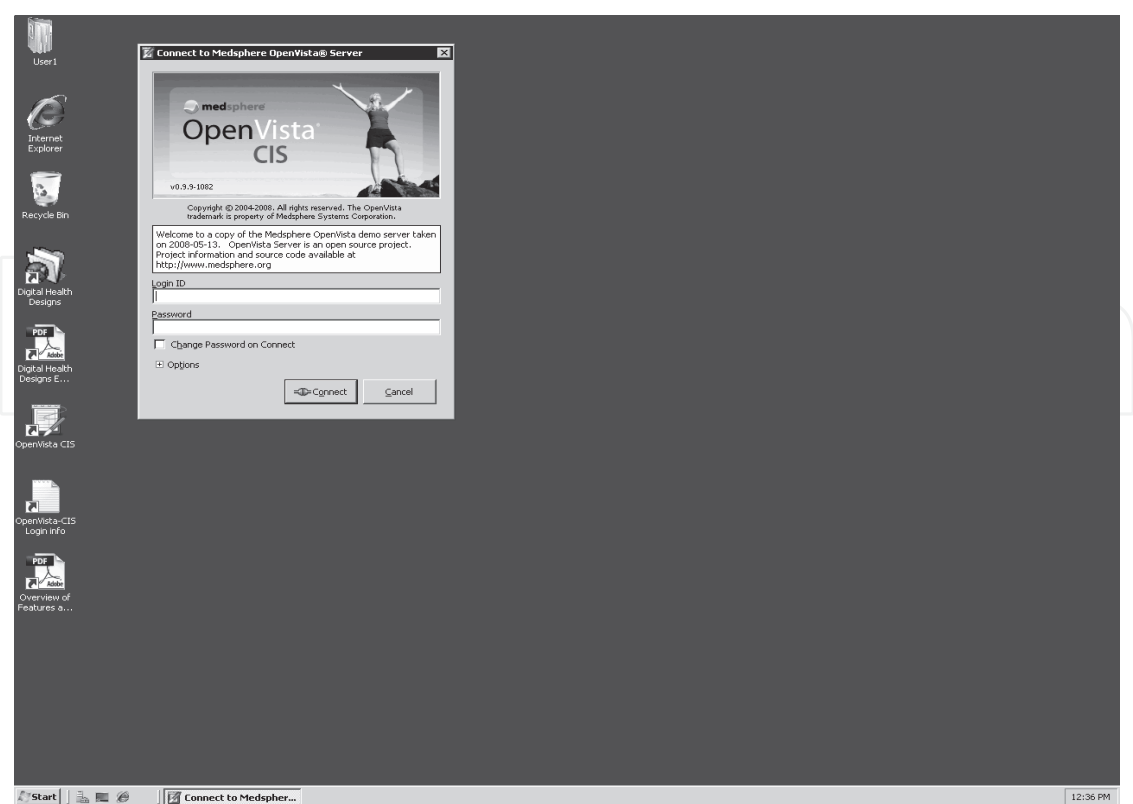 User1
Internet
Explorer
Recycle Bin
Digital Health
Designs
PDF
Adobe
Digital Health
Designs E...
OpenVista CIS
OpenVista-CIS
Login info
PDF
Adobe
Overview of
Features a...
Connect to Medsphere OpenVista® Server
medsphere
OpenVista
CIS
v0.9.9-1082
Copyright © 2004-2008. All rights reserved. The OpenVista
trademark is property of Medsphere Systems Corporation.
Welcome to a copy of the Medsphere OpenVista demo server taken
on 2008-05-13. OpenVista Server is an open source project.
Project information and source code available at
http://www.medsphere.org
Login ID
Password
Change Password on Connect
Options
Connect
Cancel
Start
Connect to Medspher...
12:36 PM